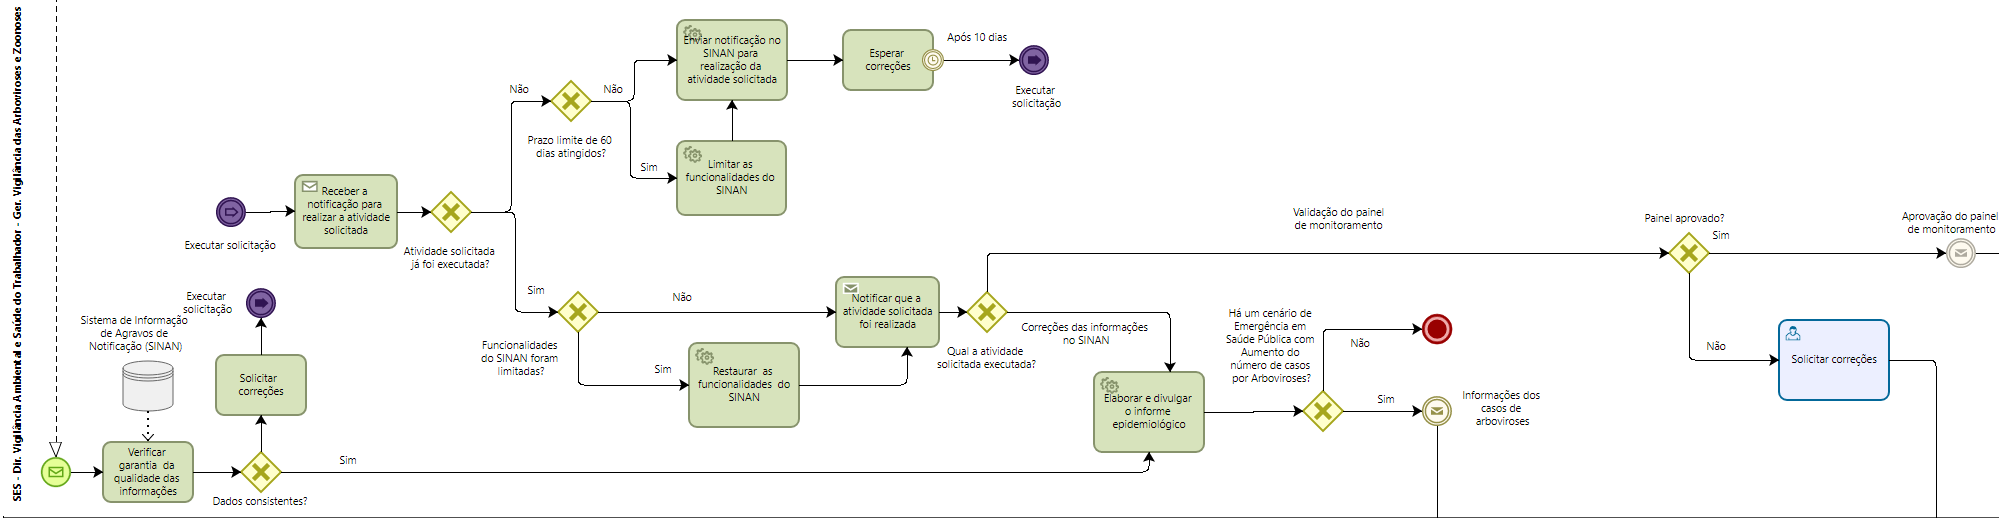 SES - Dir. Vigilância Ambiental e Saúde do Trabalhador - Ger. Vigilância das Arboviroses e Zoonoses
Enviar notificação no
SINAN para
realização da
atividade solicitada
Esperar
correções
Após 10 dias
Executar
solicitação
Não
Não
Prazo limite de 60
dias atingidos?
Sim
Limitar as
funcionalidades do
SINAN
Executar solicitação
Receber a
notificação para
realizar a atividade
solicitada
Atividade solicitada
já foi executada?
Validação do painel
de monitoramento
Painel aprovado?
Sim
Aprovação do painel
de monitoramento
Sim
Não
Funcionalidades
do SINAN foram
limitadas?
Sim
Restaurar as
funcionalidades do
SINAN
Notificar que a
atividade solicitada
foi realizada
Qual a atividade
solicitada executada?
Correções das informações
no SINAN
Elaborar e divulgar
o informe
epidemiológico
Há um cenário de
Emergência em
Saúde Pública com
Aumento do
número de casos
por Arboviroses?
Não
Sim
Informações dos
casos de
arboviroses
Não
Solicitar correções
Executar
solicitação
Sistema de Informação
de Agravos de
Notificação (SINAN)
Solicitar
correções
Verificar
garantia da
qualidade das
informações
Dados consistentes?
Sim